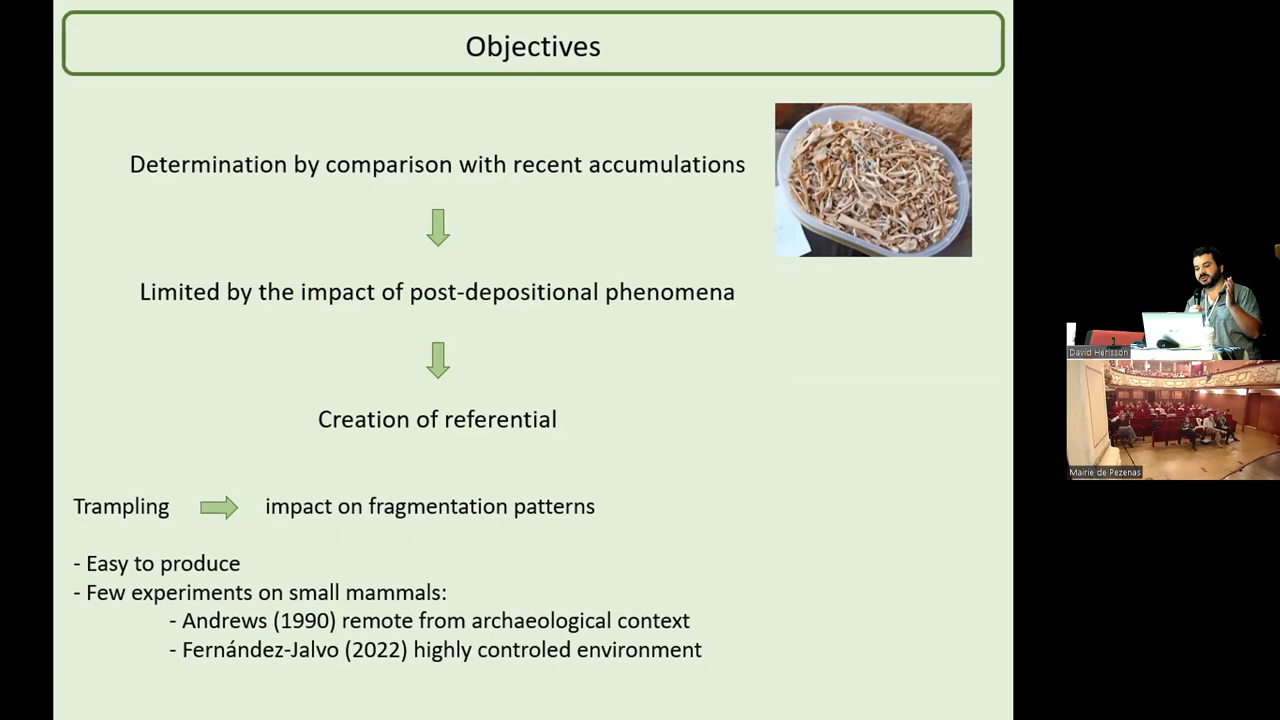 Objectives
Determination by comparison with recent accumulations
Limited by the impact of post-depositional phenomena
Creation of referential
Trampling impact on fragmentation patterns
- Easy to produce
- Few experiments on small mammals:
- Andrews (1990) remote from archaeological context
- Fernández-Jalvo (2022) highly controled environment
David Hérisson
Mairie de Pezenas